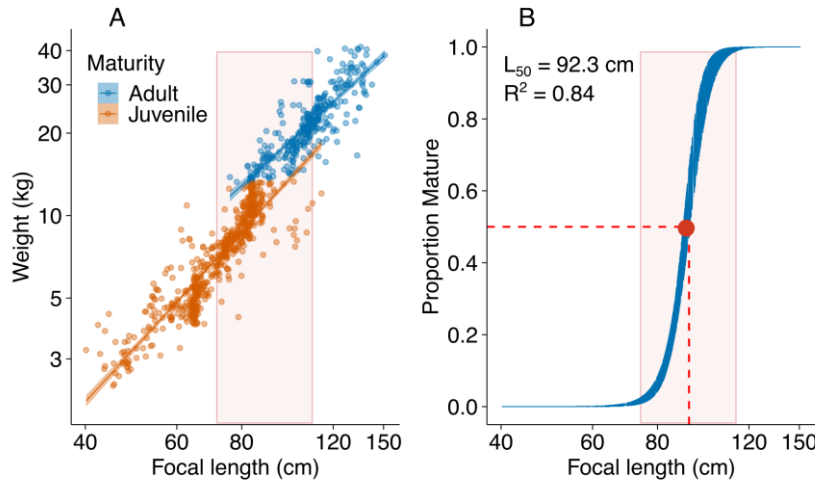 A
Weight (kg)
40
30
20
10
5
3
Maturity
Adult
Juvenile
40
60
80
120
150
Focal length (cm)
B
Proportion Mature
1.0
0.8
0.6
0.4
0.2
0.0
L50 = 92.3 cm
R2 = 0.84
40
60
80
120
150
Focal length (cm)